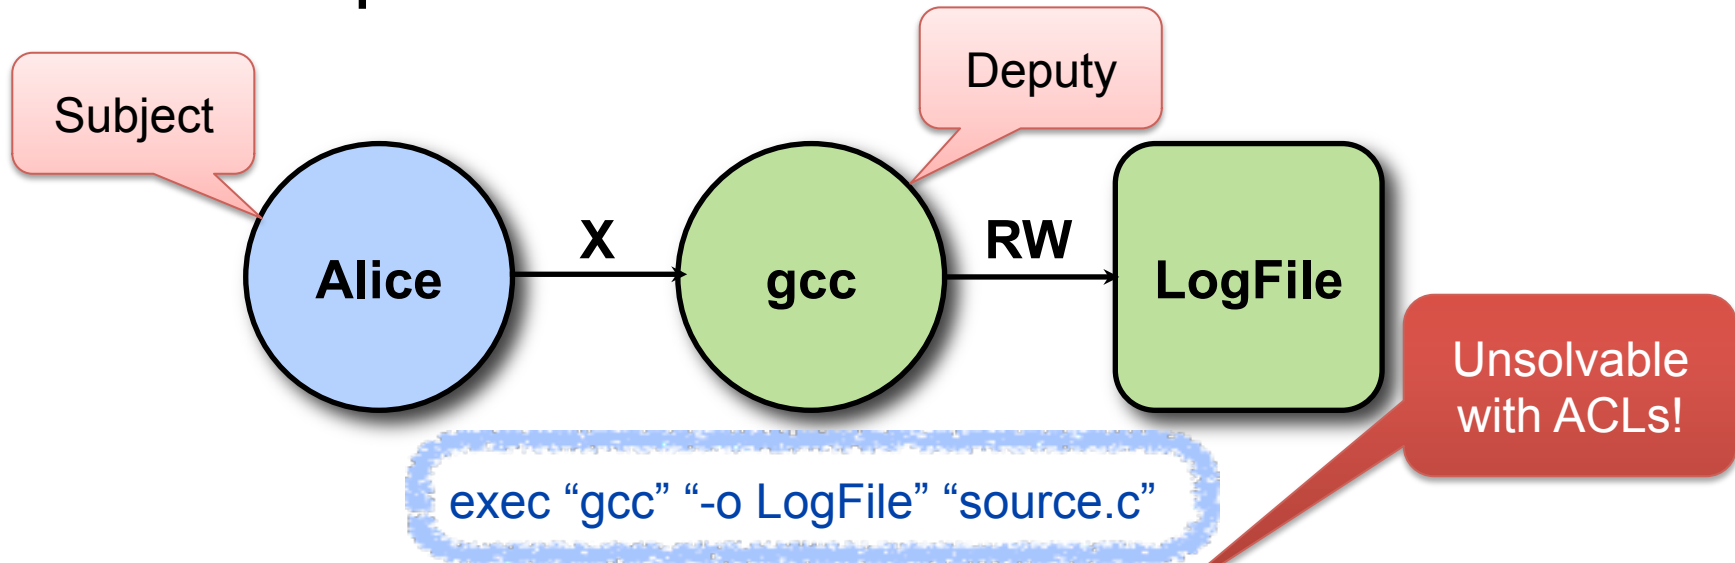 Subject
Deputy
Alice
X
gcc
RW
LogFile
Unsolvable
with ACLs!
exec “gcc” “-o LogFile” “source.c”